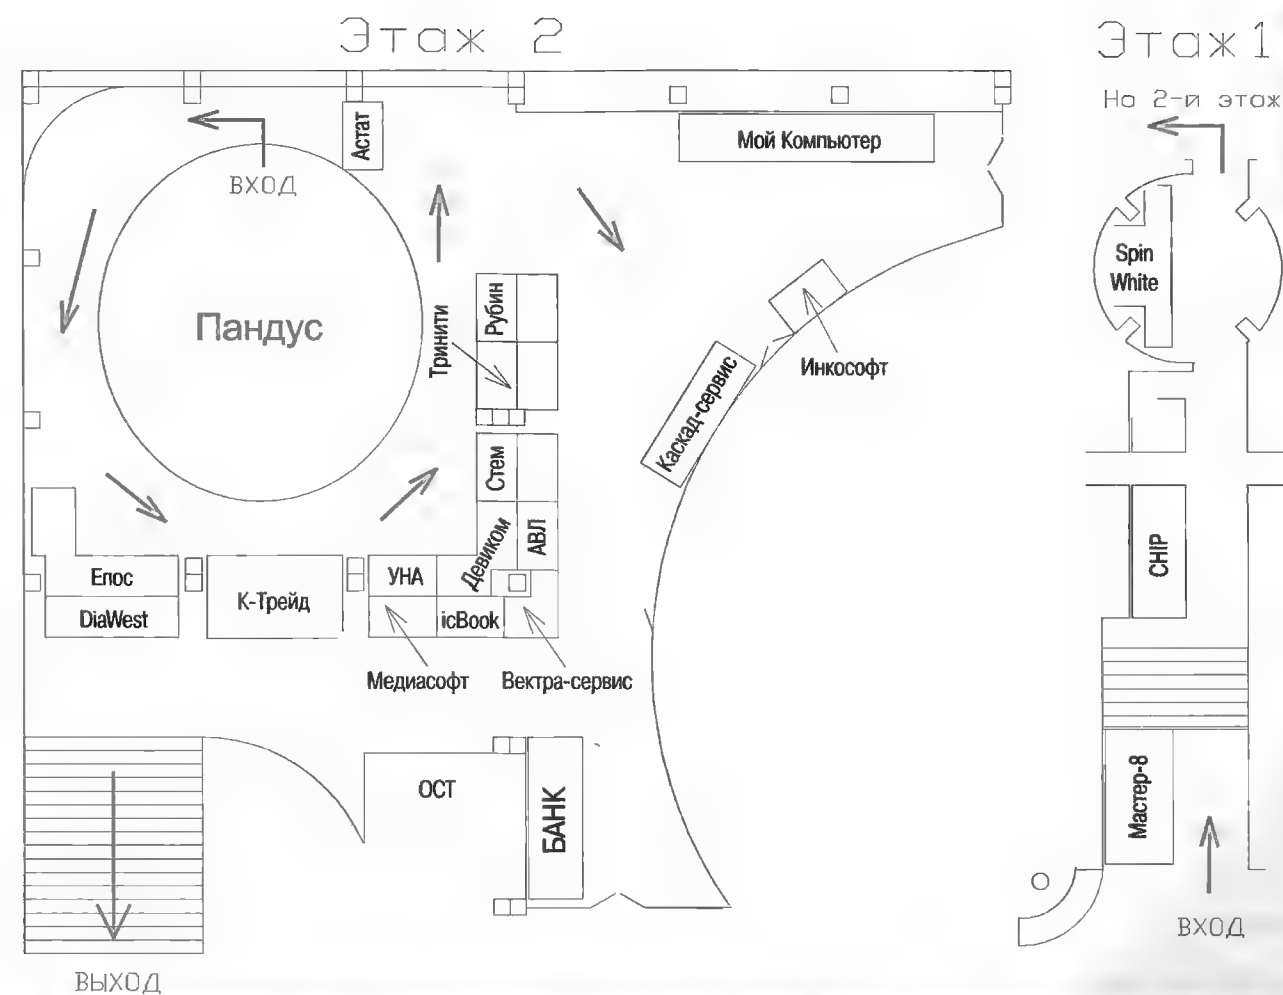 Этаж 2
Этаж 1
На 2-й этаж
Астат
Мой Компьютер
ВХОД
Spin
White
Пандус
Рубин
Тринити
Инкософт
Каскад-сервис
Стем
Девиком
АВЛ
CHIP
Епос
DiaWest
К-Трейд
УНА
icBook
Медиасофт
Вектра-сервис
ОСТ
БАНК
Мастер-8
ВХОД
ВЫХОД